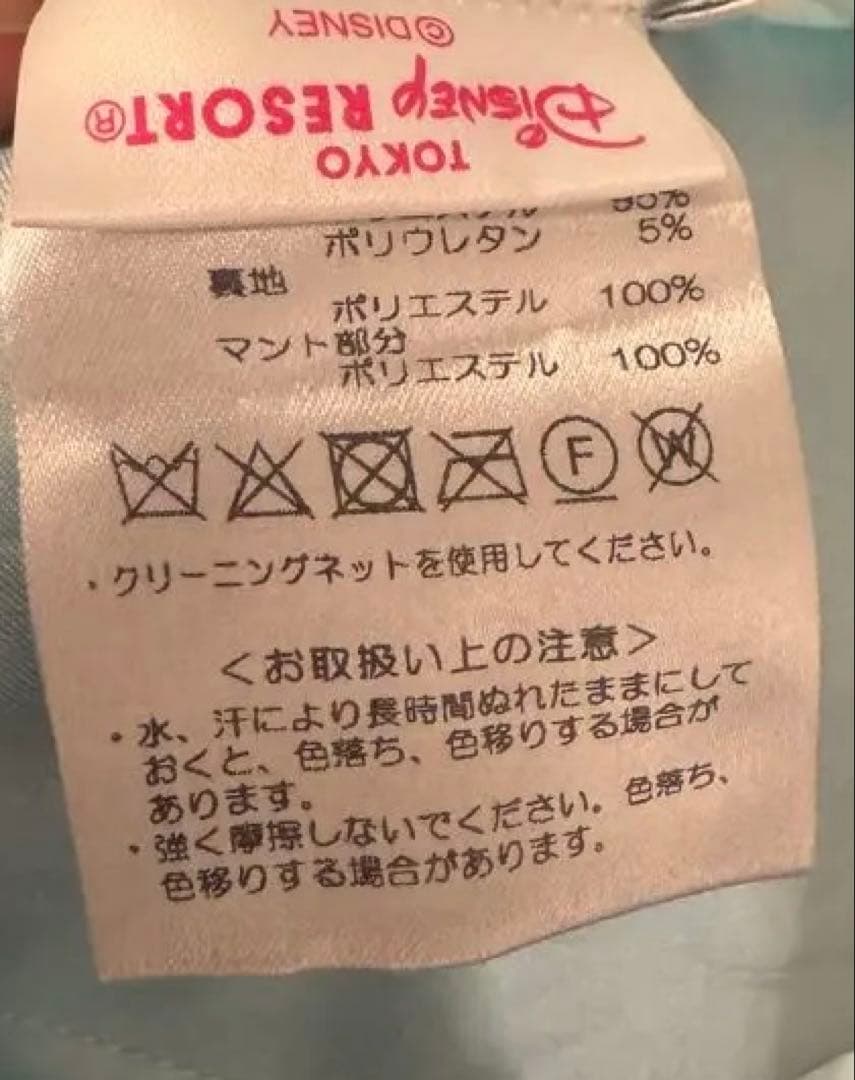 ©DISNEY
Disney RESORT®
TOKYO
95%
ポリウレタン 5%
裏地
ポリエステル 100%
マント部分
ポリエステル 100%
F W
・クリーニングネットを使用してください。
＜お取扱い上の注意＞
・水、汗により長時間ぬれたままにして
おくと、色落ち、色移りする場合が
あります。
・強く摩擦しないでください。色落ち、
色移りする場合があります。